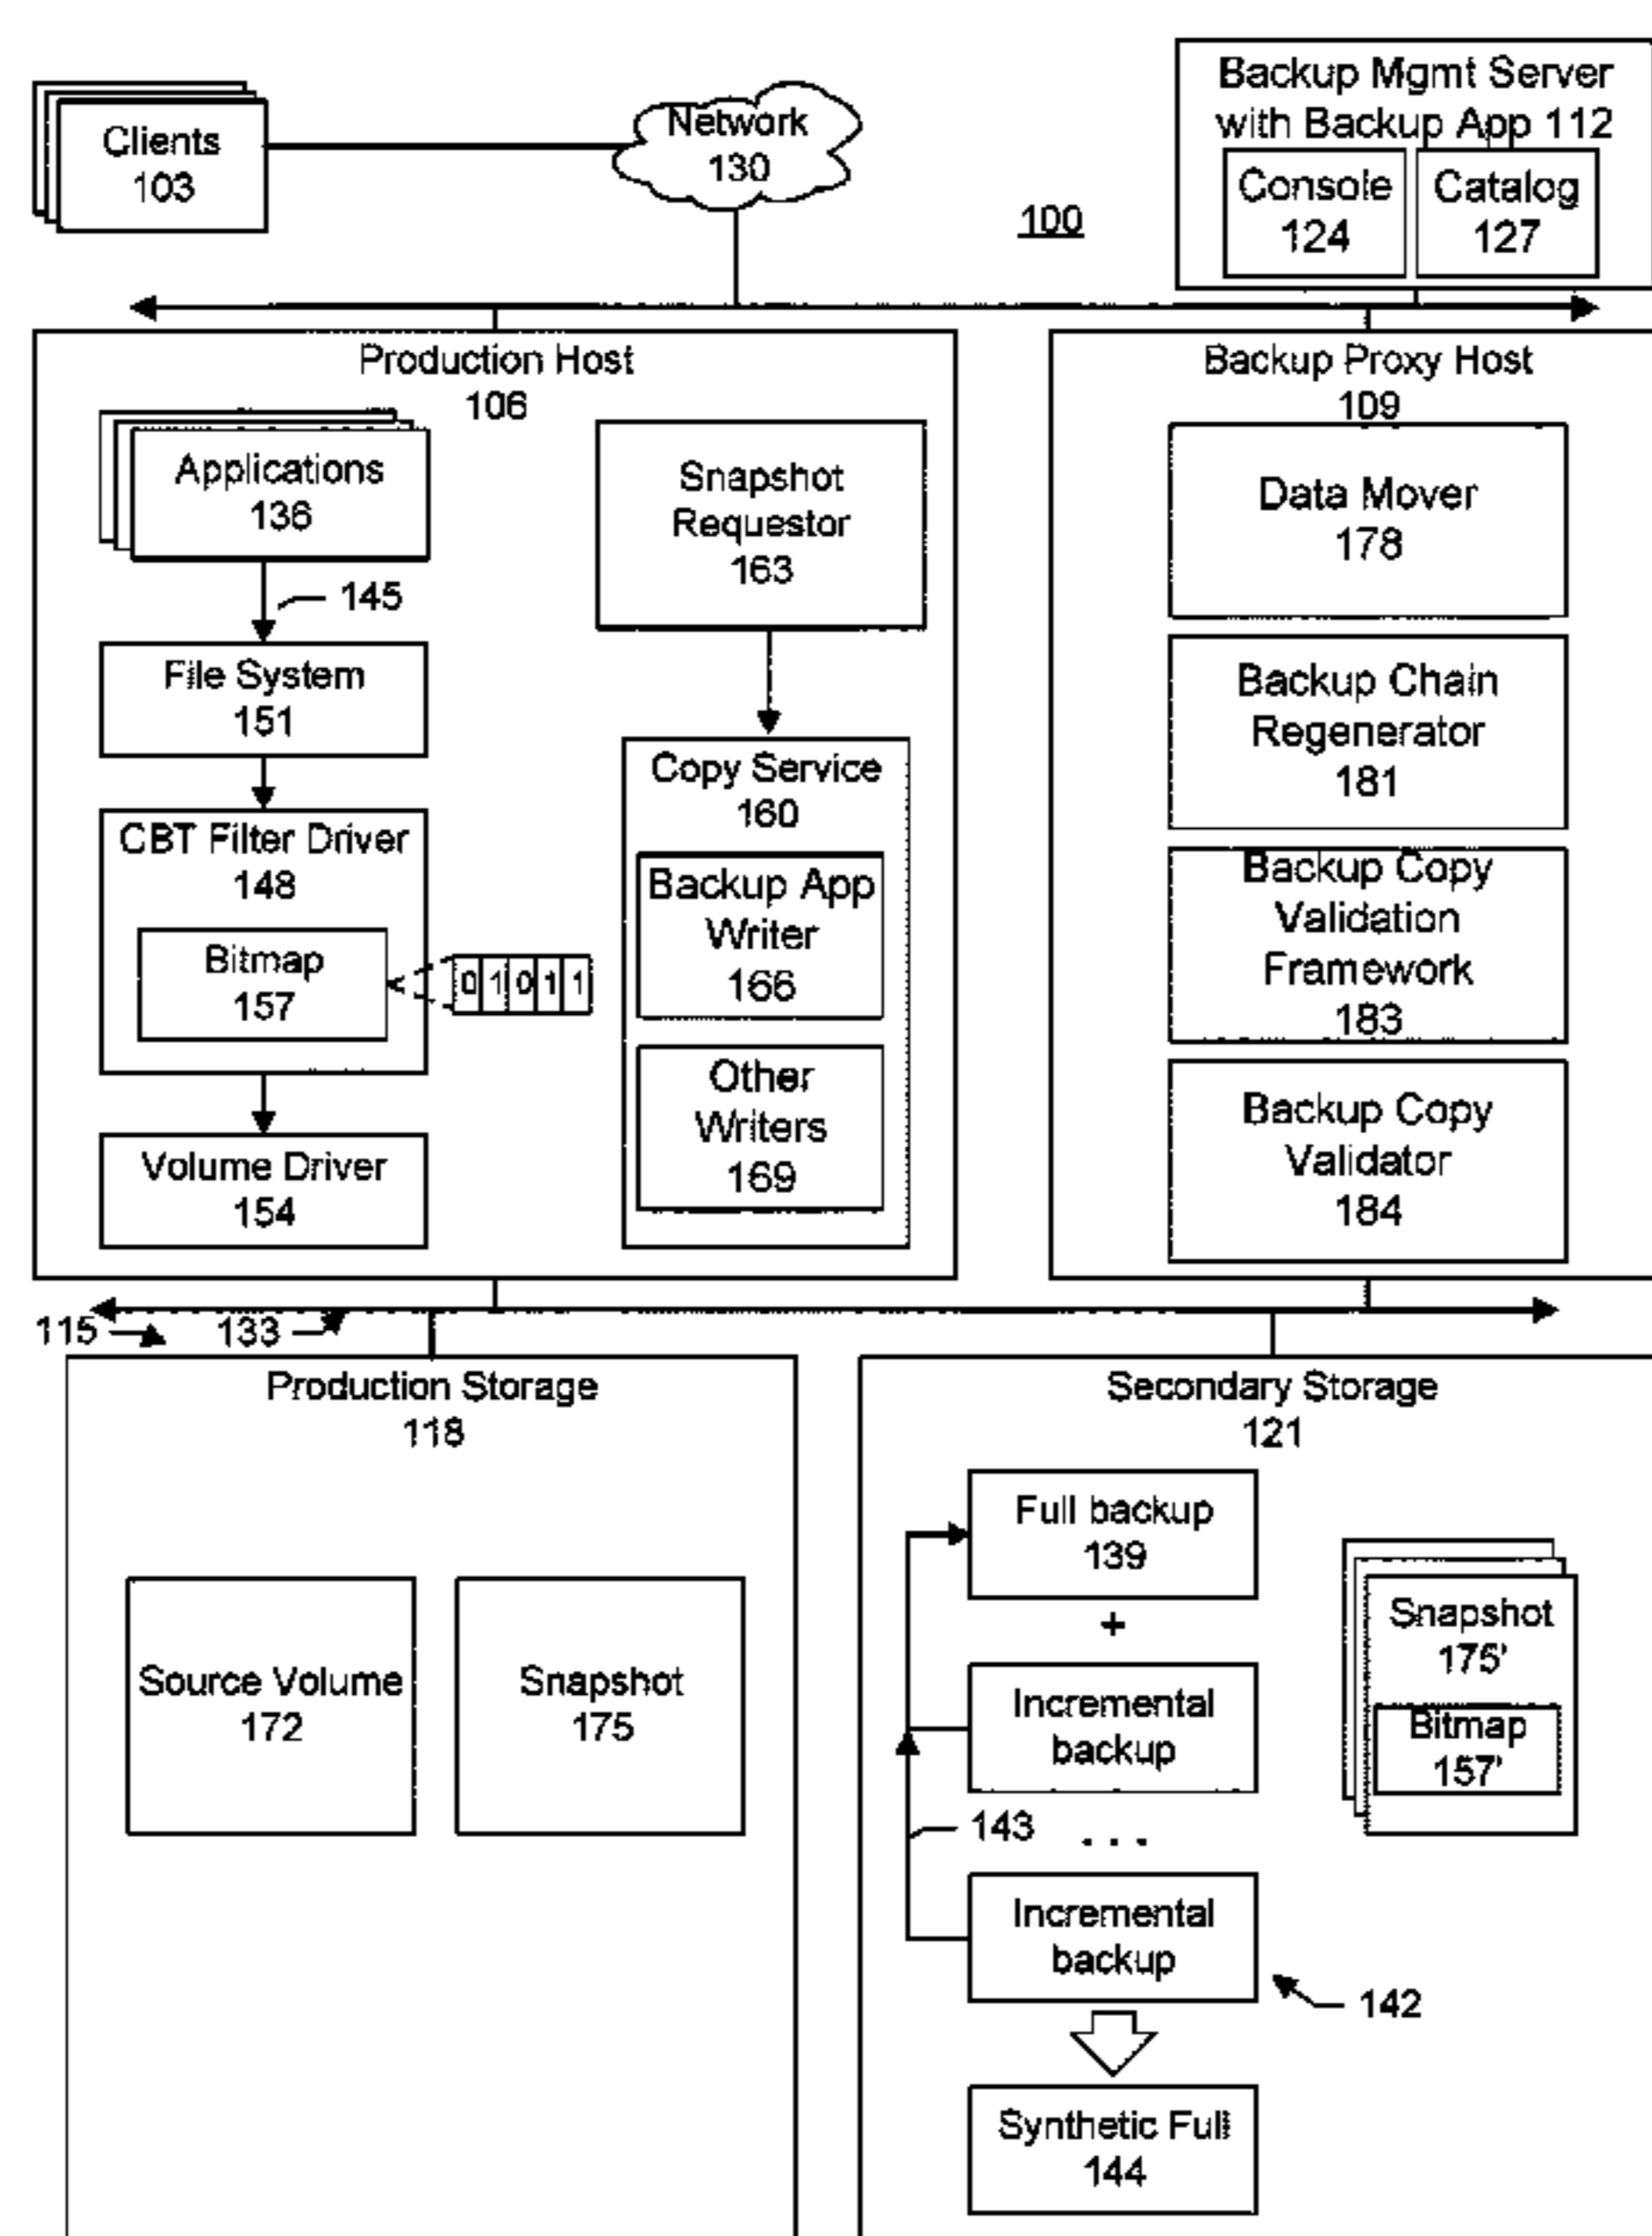 Clients
103
Network
130
100
Backup Mgmt Server
with Backup App 112
Console
124
Catalog
127
Production Host
106
Applications
136
145
File System
151
CBT Filter Driver
148
Bitmap
157
0 1 0 1 1
Volume Driver
154
Snapshot
Requestor
163
Copy Service
160
Backup App
Writer
166
Other
Writers
169
Backup Proxy Host
109
Data Mover
178
Backup Chain
Regenerator
181
Backup Copy
Validation
Framework
183
Backup Copy
Validator
184
115
133
Production Storage
118
Source Volume
172
Snapshot
175
Secondary Storage
121
Full backup
139
+
Incremental
backup
143
. . .
Incremental
backup
142
Synthetic Full
144
Snapshot
175'
Bitmap
157'